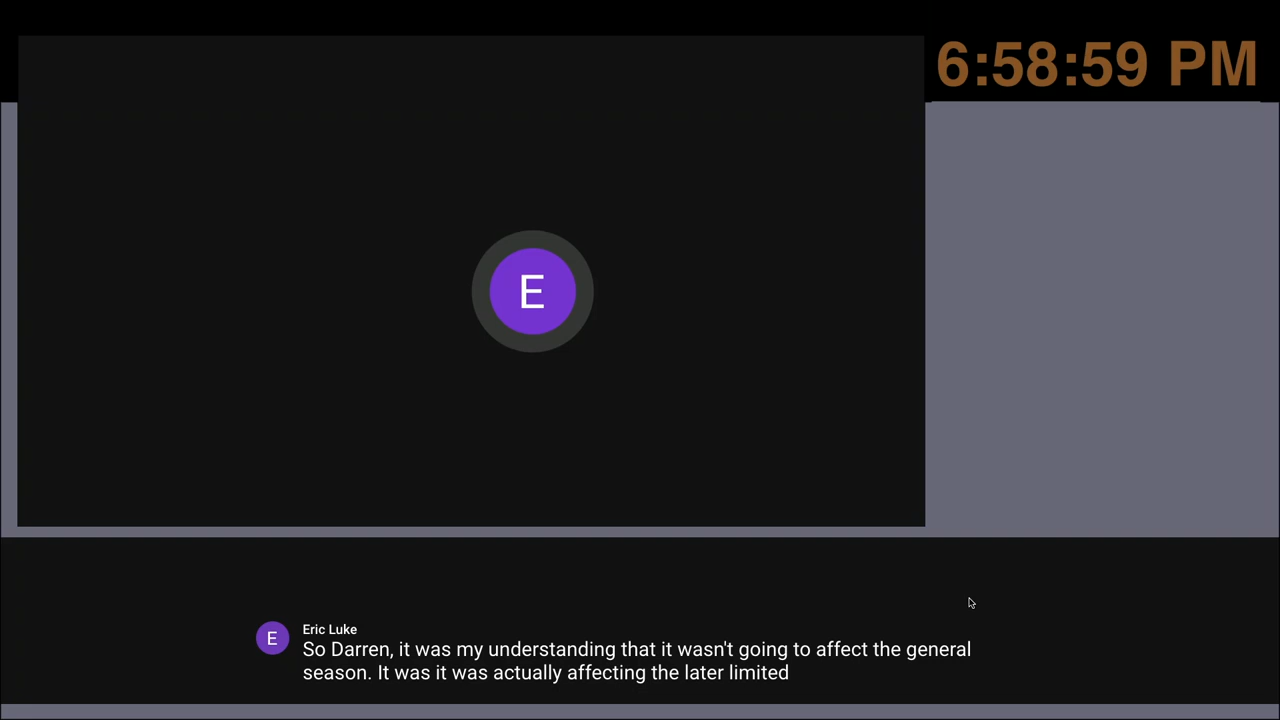 6:58:59 PM
E
E
Eric Luke
So Darren, it was my understanding that it wasn't going to affect the general
season. It was it was actually affecting the later limited